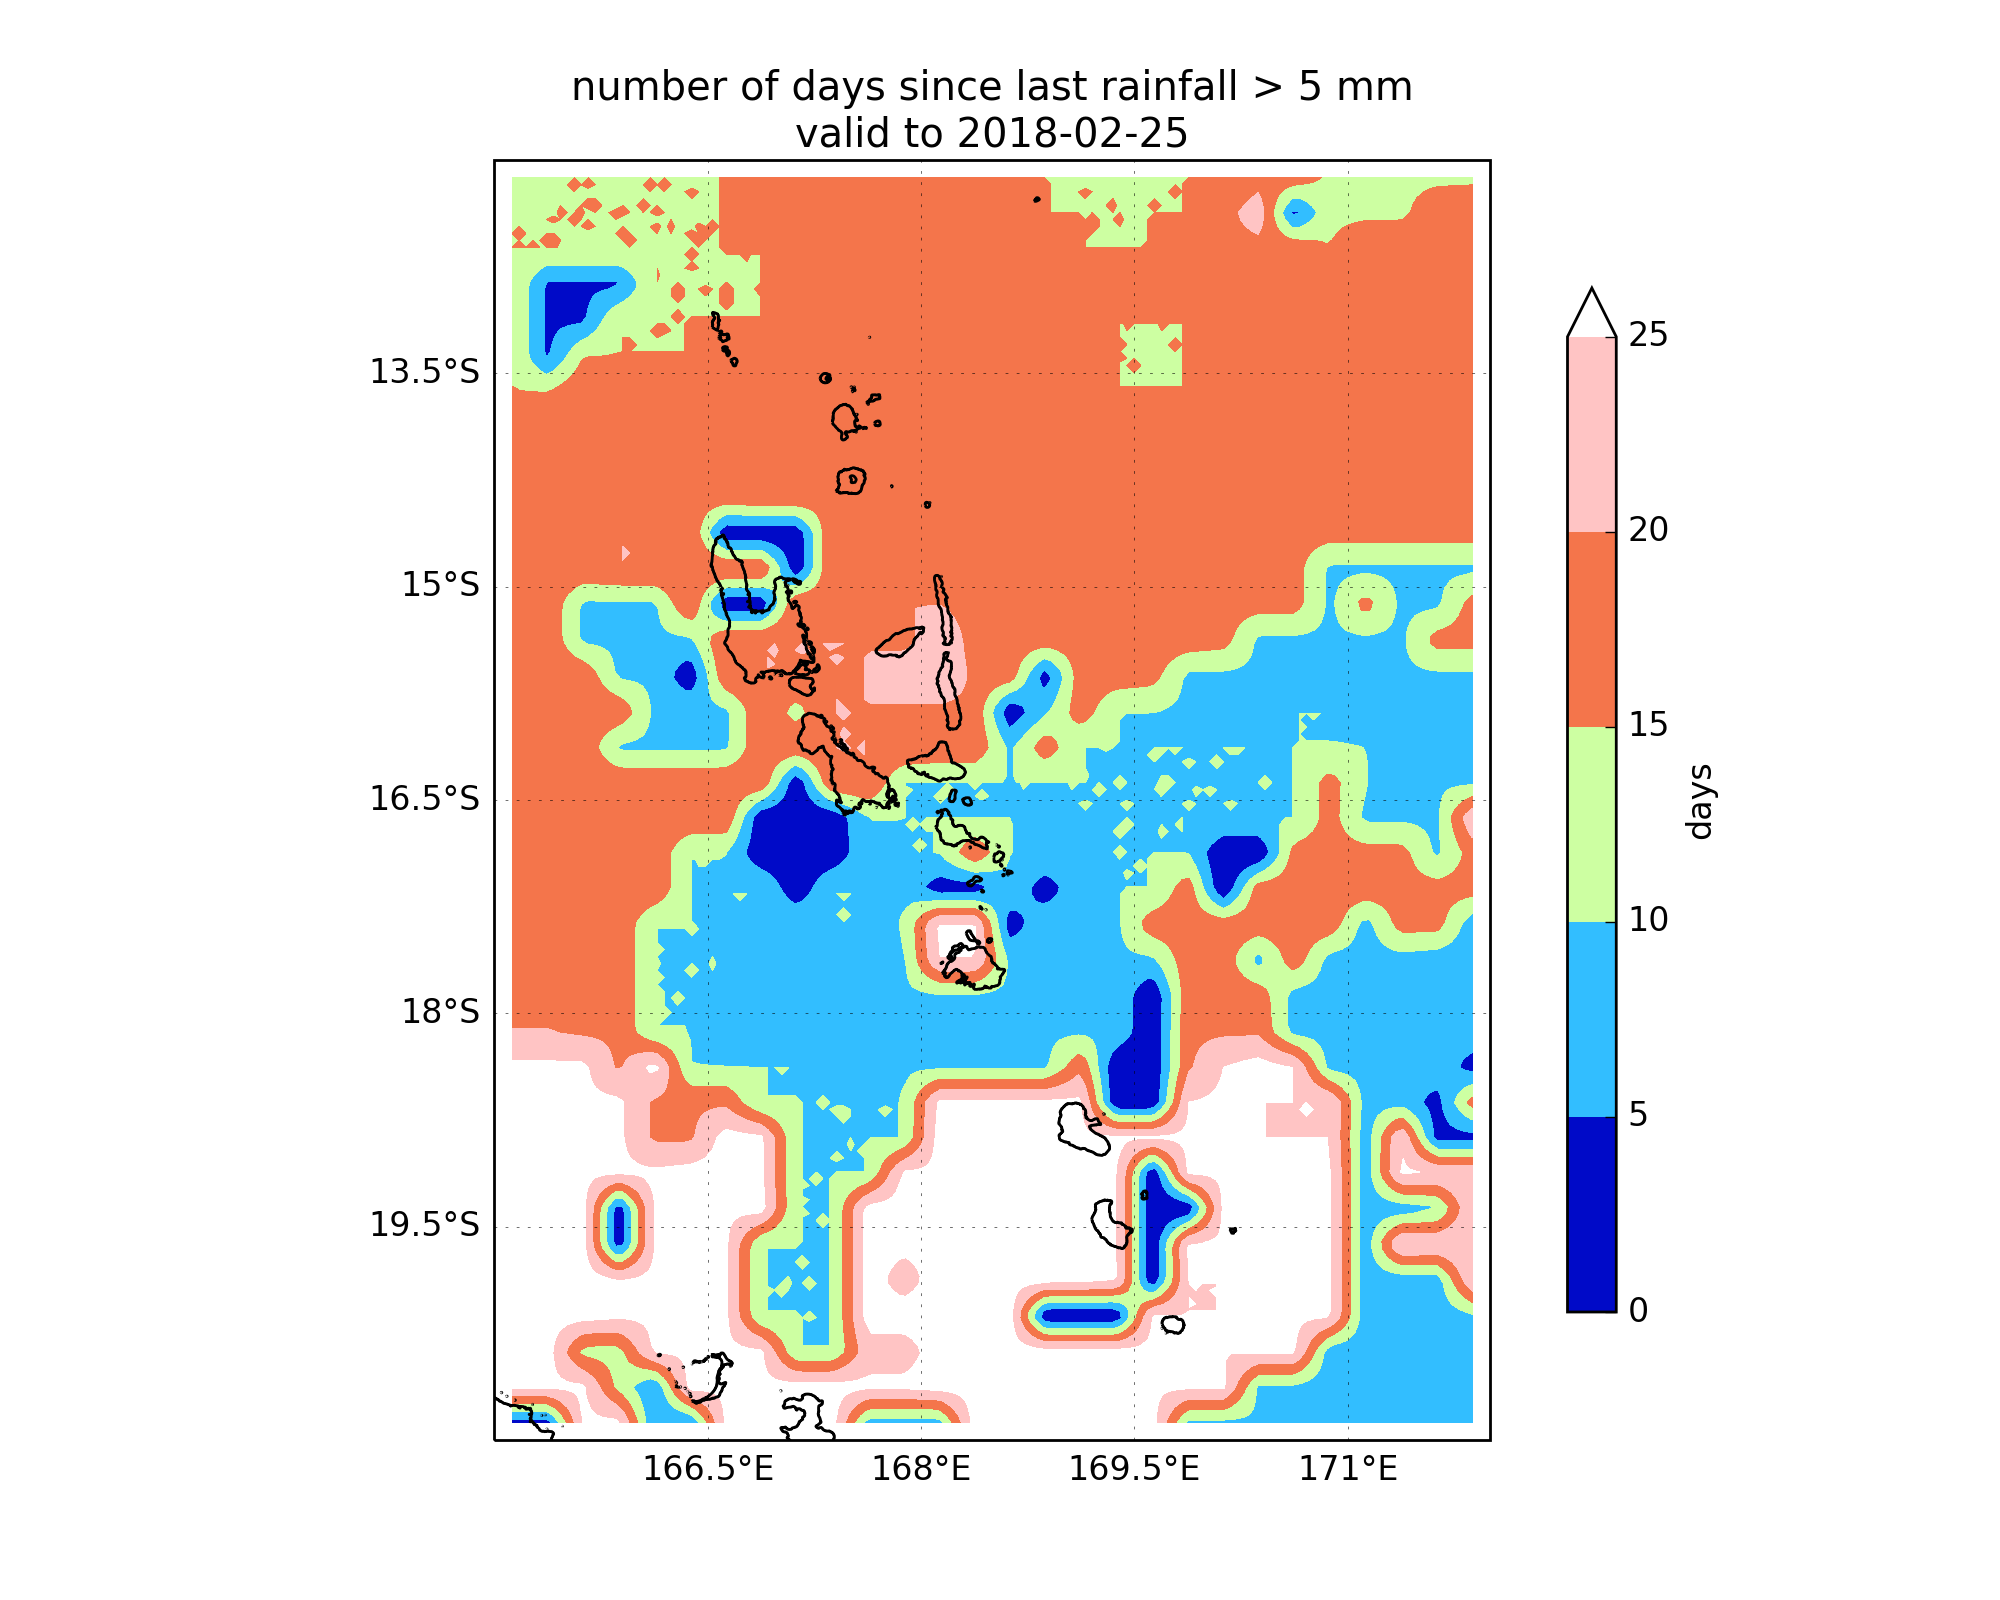 number of days since last rainfall > 5 mm
valid to 2018-02-25
13.5°S
15°S
16.5°S
18°S
19.5°S
166.5°E
168°E
169.5°E
171°E
25
20
15
10
5
0
days